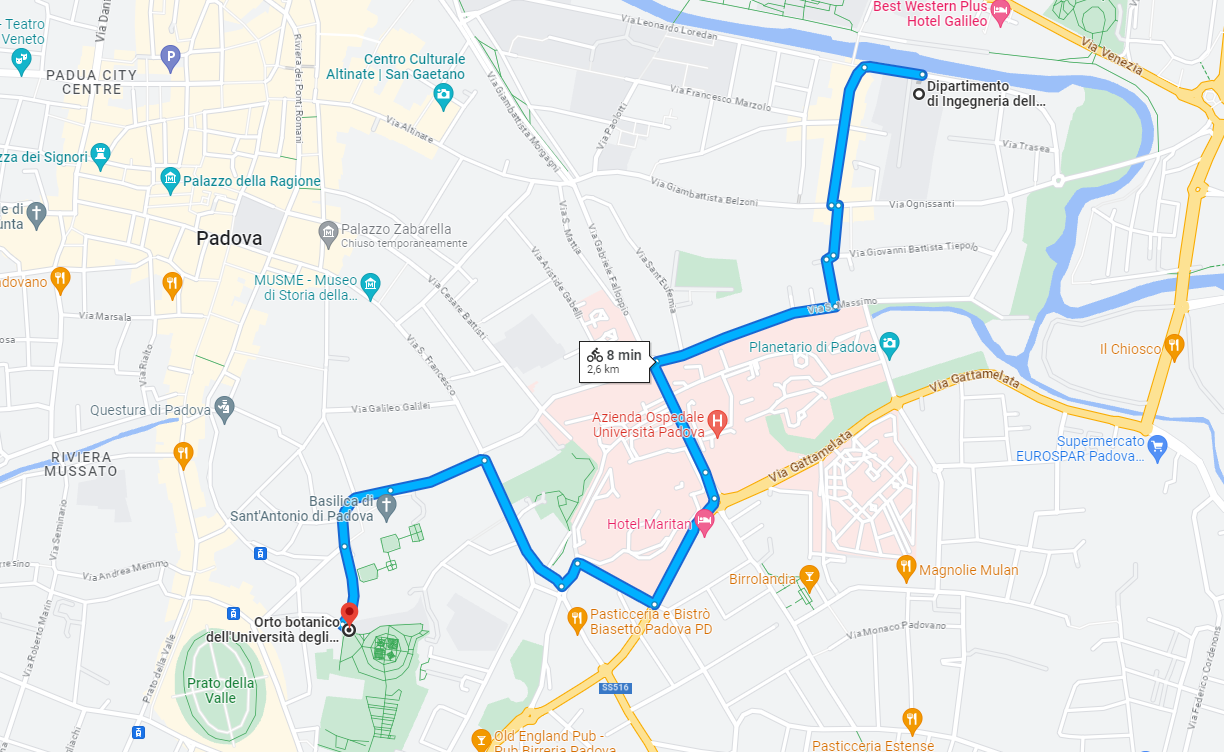 Teatro
Veneto
Via Dani
Riviera dei Ponti Romani
PADUA CITY
CENTRE
P
Centro Culturale
Altinate | San Gaetano
Via Altinate
Via Giambattista Morgagni
Via Leonardo Loredan
Best Western Plus
Hotel Galileo
Via Venezia
Via Francesco Marzolo
Via Paolotti
Dipartimento
di Ingegneria dell...
Via Trasea
zza dei Signori
Palazzo della Ragione
Via Giambattista Belzoni
Via Ognissanti
e di
unta
Padova
Palazzo Zabarella
Chiuso temporaneamente
Via S. Mattia
Via Gabriele Falloppio
Via Sant'Eufemia
Via Aristide Gabelli
Via Giovanni Battista Tiepolo
adovano
MUSME - Museo
di Storia della...
Via Cesare Battisti
Via S. Massimo
Via Marsala
osa
Via Rialto
Via S. Francesco
8 min
2,6 km
Planetario di Padova
Il Chiosco
Via Gattamelata
Questura di Padova
Via Galileo Galilei
Azienda Ospedale
Università Padova
H
Via Gattamelata
Supermercato
EUROSPAR Padova...
RIVIERA
MUSSATO
Basilica di
Sant'Antonio di Padova
Hotel Maritan
Via Seminario
rresino
Via Andrea Memmo
Birrolandia
Magnolie Mulan
Orto botanico
dell'Università degli...
Pasticceria e Bistrò
Biasetto Padova PD
Via Monaco Padovano
Via Roberto Marin
Prato della Valle
Prato della
Valle
SS516
Via Federico Cordenons
Old English Pub -
Pub Birreria Padova
Pasticceria Estense